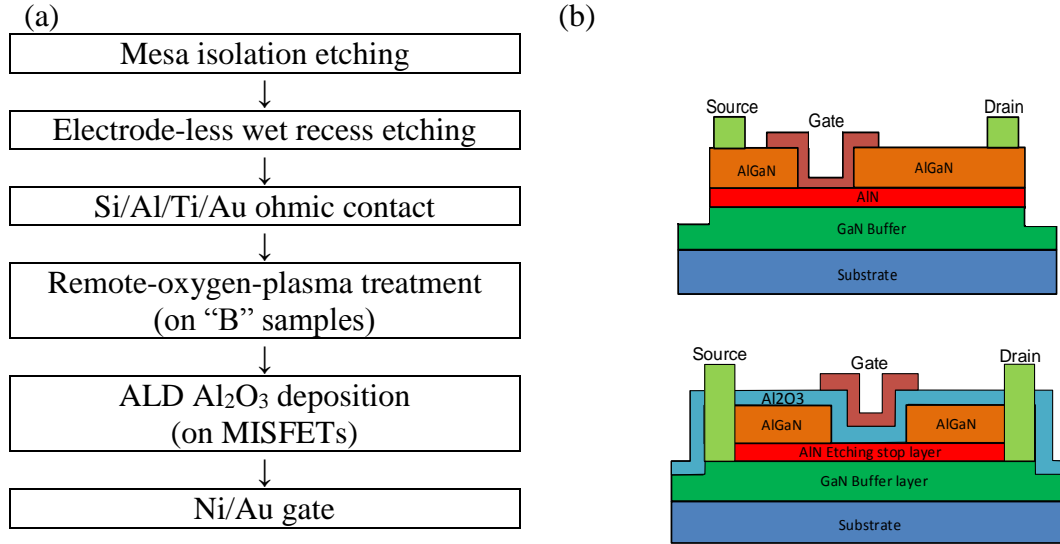 (a)
Mesa isolation etching
↓
Electrode-less wet recess etching
↓
Si/Al/Ti/Au ohmic contact
↓
Remote-oxygen-plasma treatment
(on “B” samples)
↓
ALD Al₂O₃ deposition
(on MISFETs)
↓
Ni/Au gate
(b)
Source
Gate
Drain
AlGaN
AlGaN
AlN
GaN Buffer
Substrate
Source
Gate
Drain
Al2O3
AlGaN
AlGaN
AlN Etching stop layer
GaN Buffer layer
Substrate